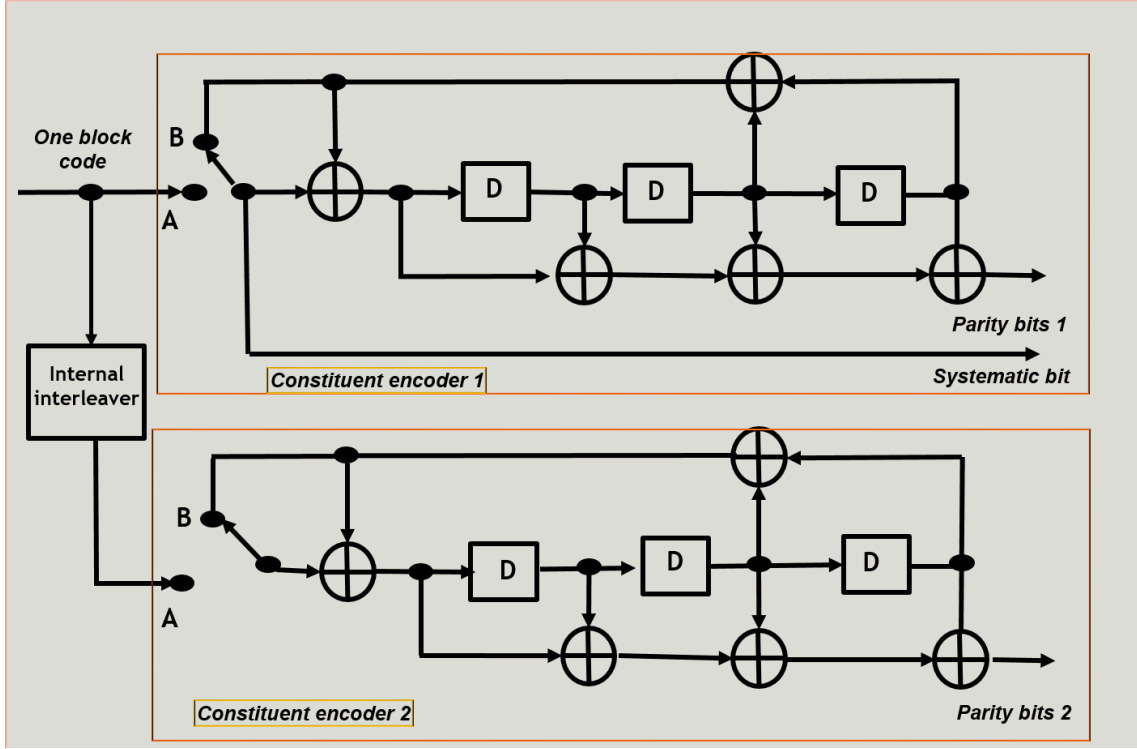 One block
code
B
A
D
D
D
Parity bits 1
Systematic bit
Constituent encoder 1
Internal
interleaver
B
A
D
D
D
Constituent encoder 2
Parity bits 2